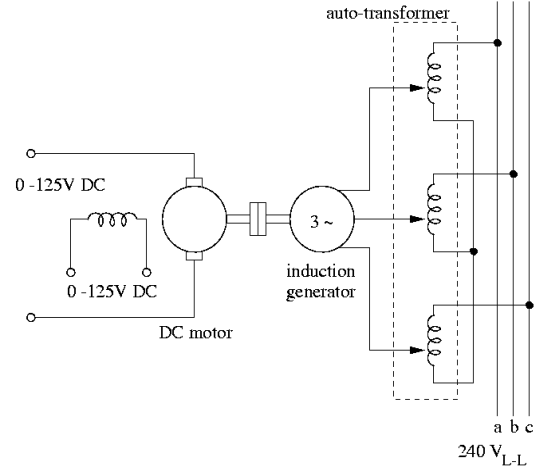 auto-transformer
0 -125V DC
3 ~
0 -125V DC
induction
generator
DC motor
a b c
240 V L-L